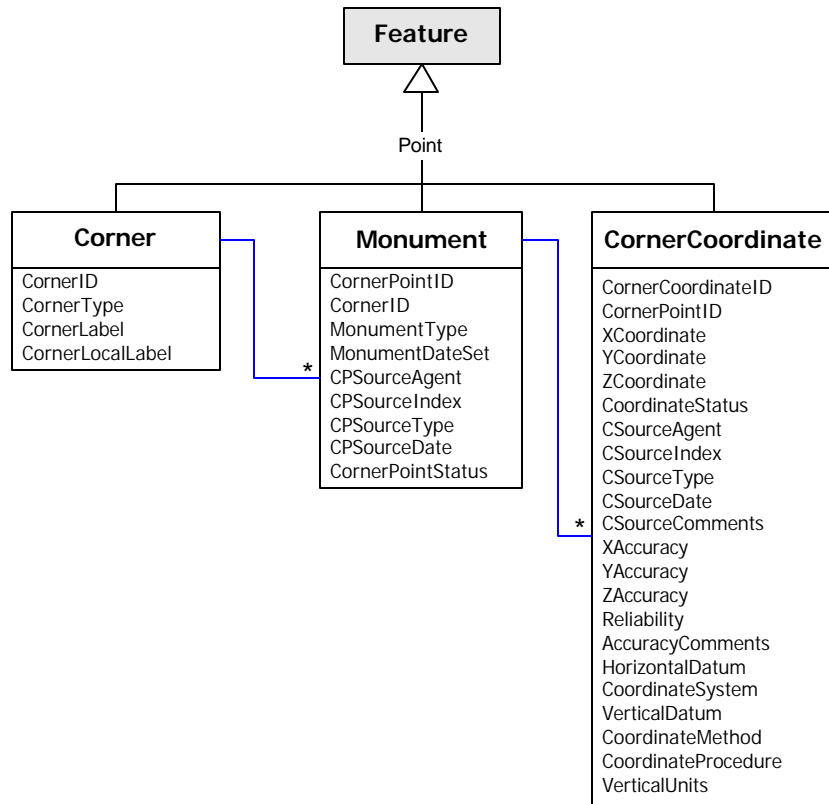 Feature
Point
Corner
CornerID
CornerType
CornerLabel
CornerLocalLabel
*
Monument
CornerPointID
CornerID
MonumentType
MonumentDateSet
CPSourceAgent
CPSourceIndex
CPSourceType
CPSourceDate
CornerPointStatus
*
CornerCoordinate
CornerCoordinateID
CornerPointID
XCoordinate
YCoordinate
ZCoordinate
CoordinateStatus
CSourceAgent
CSourceIndex
CSourceType
CSourceDate
CSourceComments
XAccuracy
YAccuracy
ZAccuracy
Reliability
AccuracyComments
HorizontalDatum
CoordinateSystem
VerticalDatum
CoordinateMethod
CoordinateProcedure
VerticalUnits